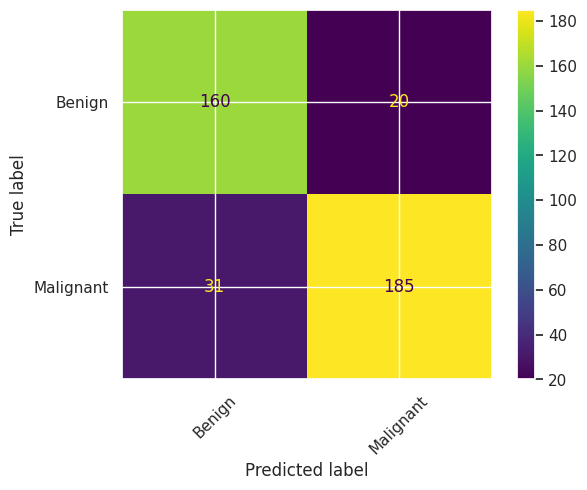 180
160
140
120
100
80
60
40
20
True label
Benign
160
20
Malignant
31
185
Benign
Malignant
Predicted label